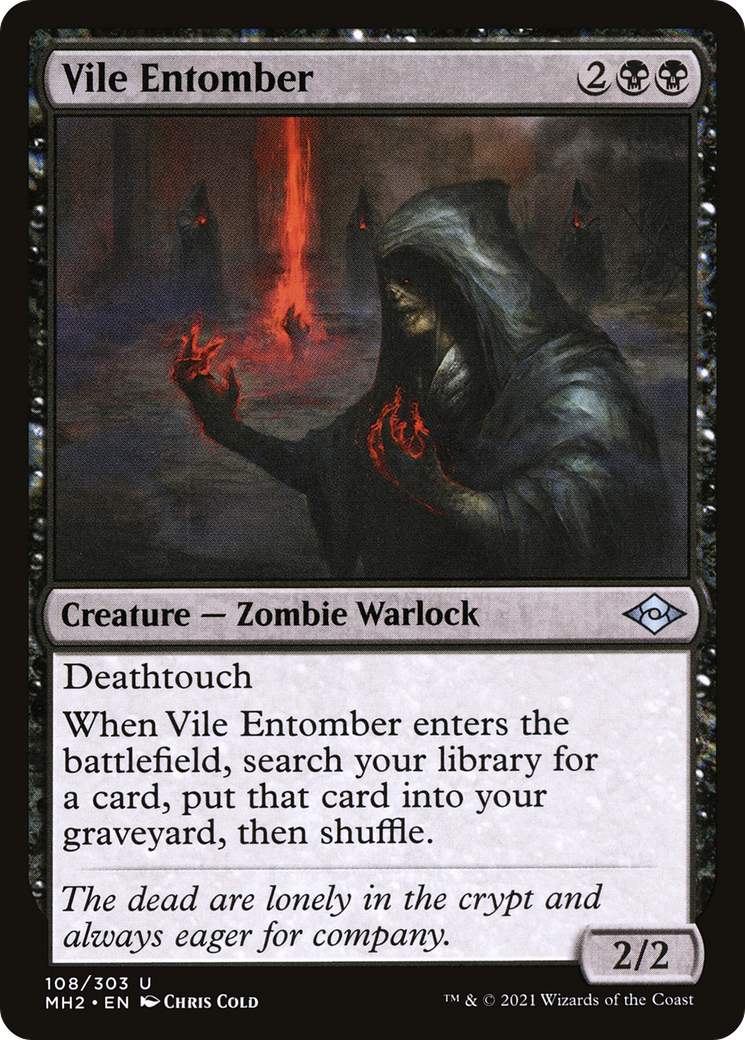 Vile Entomber 2
Creature — Zombie Warlock
Deathtouch
When Vile Entomber enters the
battlefield, search your library for
a card, put that card into your
graveyard, then shuffle.
The dead are lonely in the crypt and
always eager for company.
2/2
108/303 U
MH2 • EN Chris Cold
™ & © 2021 Wizards of the Coast